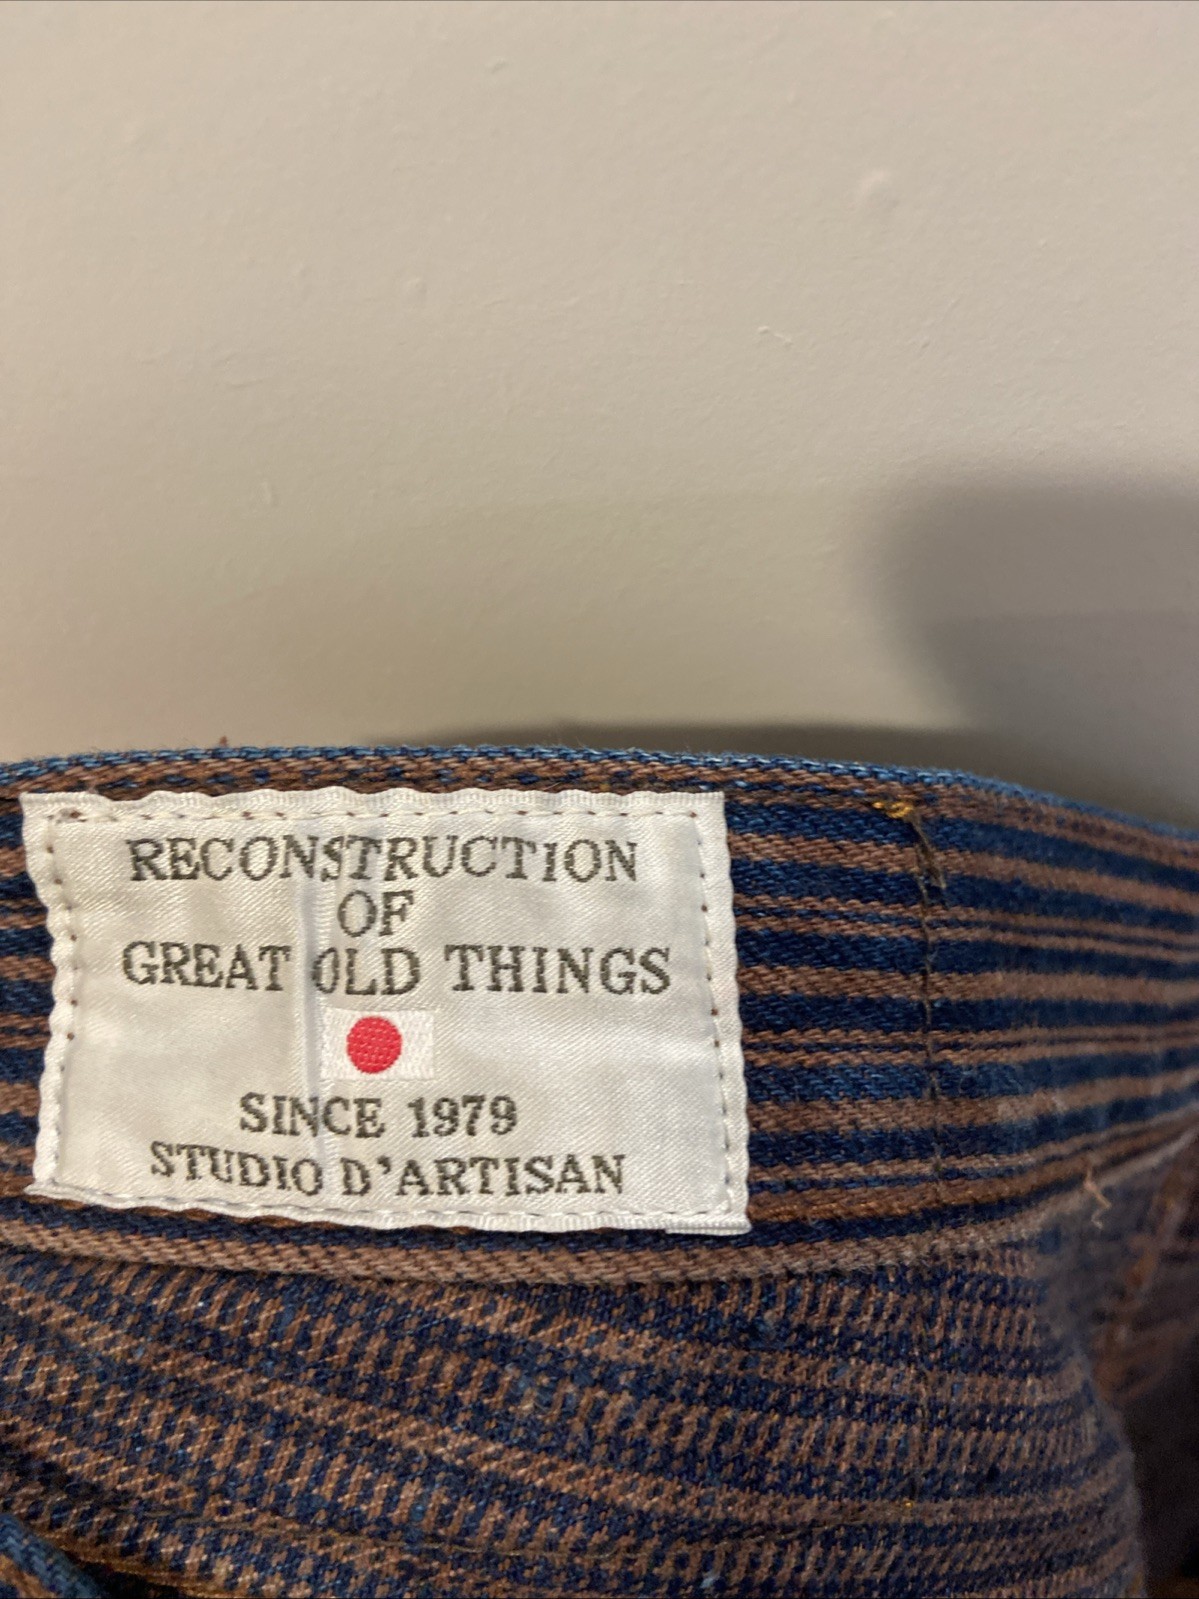 RECONSTRUCTION
OF
GREAT OLD THINGS
SINCE 1979
STUDIO D'ARTISAN